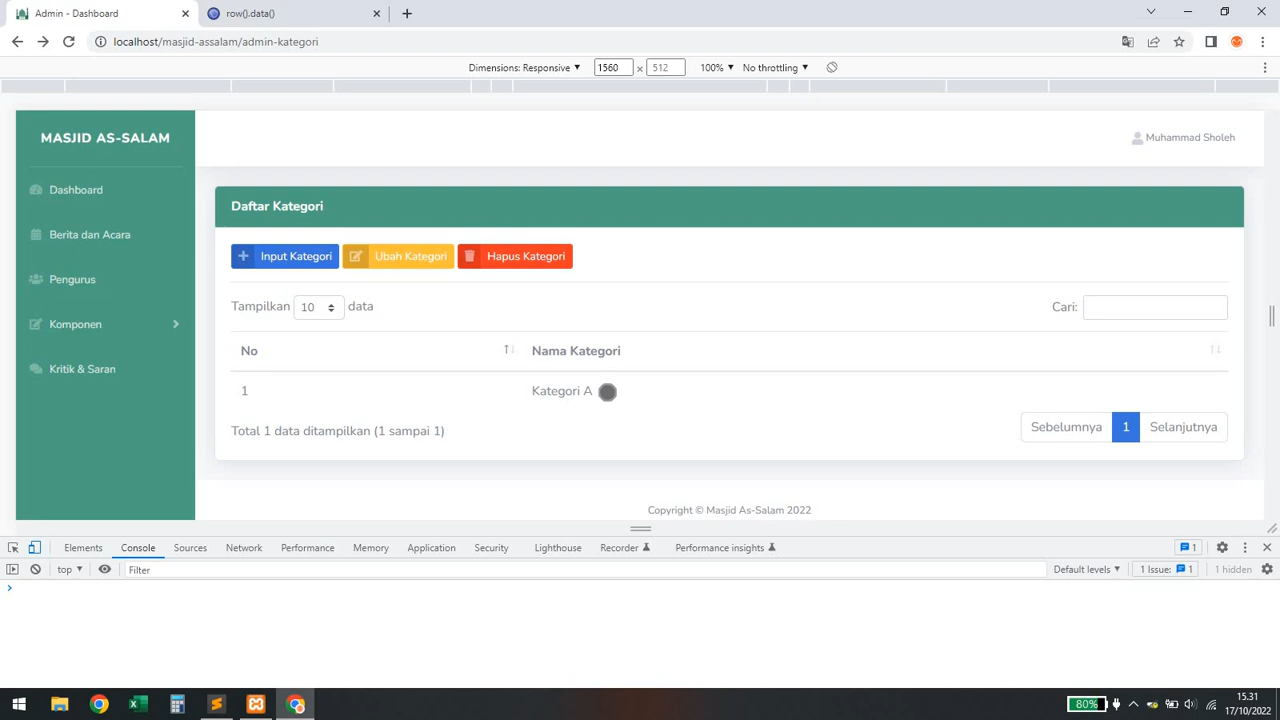 Admin - Dashboard
row().data()
localhost/masjid-assalam/admin-kategori
Dimensions: Responsive
1560
x
512
100%
No throttling
MASJID AS-SALAM
Muhammad Sholeh
Dashboard
Berita dan Acara
Pengurus
Komponen
Kritik & Saran
Daftar Kategori
Input Kategori
Ubah Kategori
Hapus Kategori
Tampilkan 10 data
Cari:
No
Nama Kategori
1
Kategori A
Total 1 data ditampilkan (1 sampai 1)
Sebelumnya
1
Selanjutnya
Copyright © Masjid As-Salam 2022
Elements
Console
Sources
Network
Performance
Memory
Application
Security
Lighthouse
Recorder
Performance insights
1
top
Filter
Default levels
1 Issue:
1
1 hidden
80%
15.31
17/10/2022